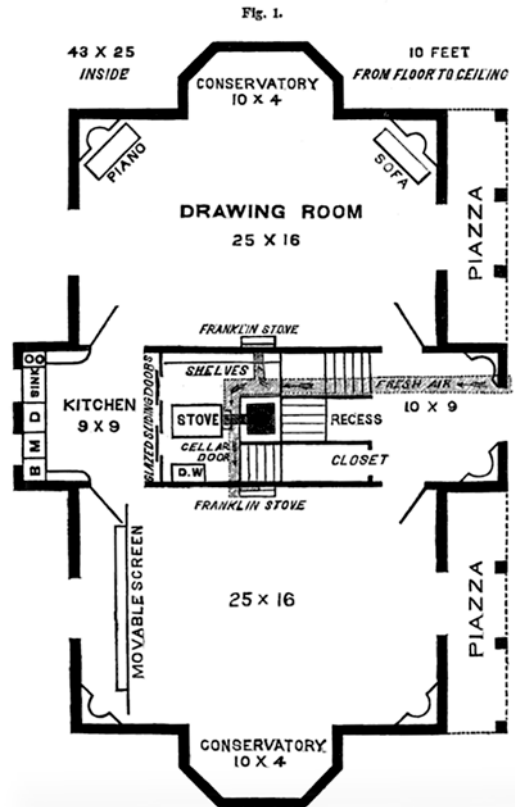 Fig. 1.
43 X 25
INSIDE
10 FEET
FROM FLOOR TO CEILING
CONSERVATORY
10 X 4
PIANO
SOFA
DRAWING ROOM
25 X 16
PIAZZA
FRANKLIN STOVE
SHELVES
GLAZED SLIDING DOORS
FRESH AIR
SINK
D
M
B
KITCHEN
9 X 9
STOVE
RECESS
10 X 9
CELLAR
DOOR
CLOSET
D.W
FRANKLIN STOVE
MOVABLE SCREEN
25 X 16
PIAZZA
CONSERVATORY
10 X 4